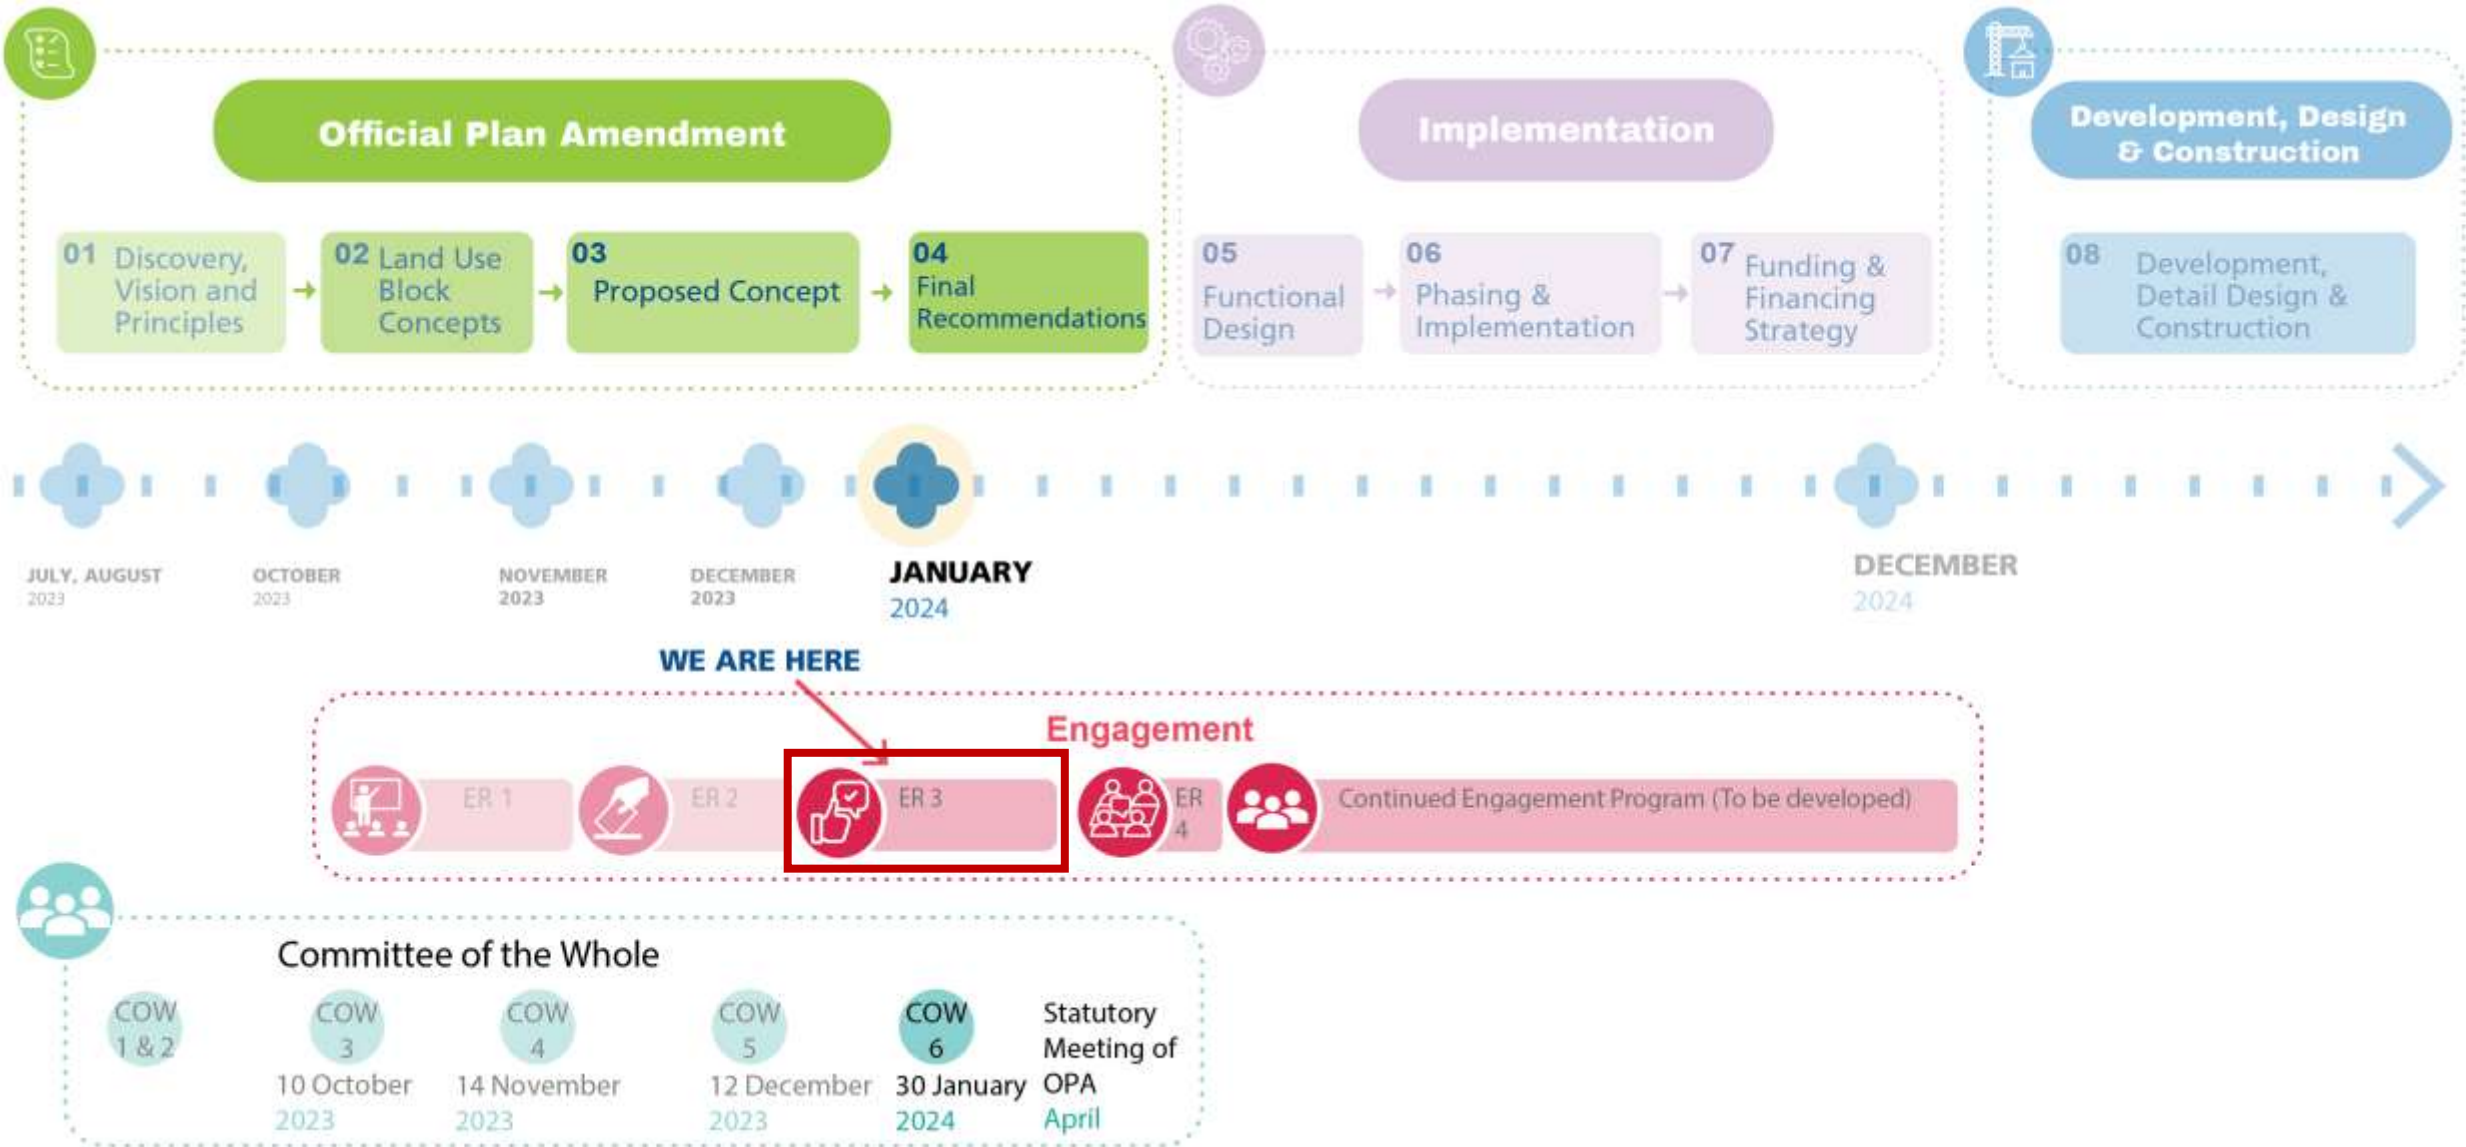 Official Plan Amendment
Implementation
Development, Design
& Construction
01 Discovery,
Vision and
Principles
02 Land Use
Block
Concepts
03
Proposed Concept
04
Final
Recommendations
05
Functional
Design
06
Phasing &
Implementation
07 Funding &
Financing
Strategy
08 Development,
Detail Design &
Construction
JULY, AUGUST
2023
OCTOBER
2023
NOVEMBER
2023
DECEMBER
2023
JANUARY
2024
DECEMBER
2024
WE ARE HERE
Engagement
ER 1
ER 2
ER 3
ER
4
Continued Engagement Program (To be developed)
Committee of the Whole
COW
1 & 2
COW
3
10 October
2023
COW
4
14 November
2023
COW
5
12 December
2023
COW
6
30 January
2024
Statutory
Meeting of
OPA
April